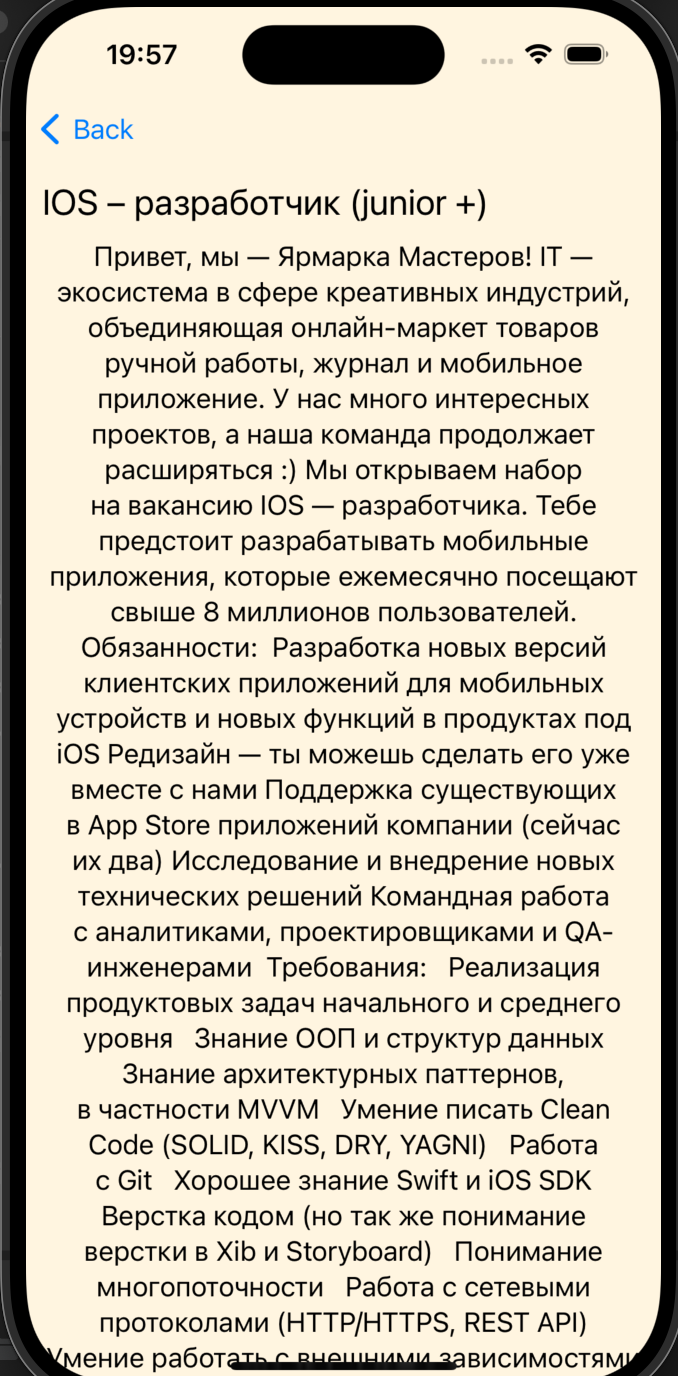 19:57
Back
IOS – разработчик (junior +)
Привет, мы — Ярмарка Мастеров! IT —
экосистема в сфере креативных индустрий,
объединяющая онлайн-маркет товаров
ручной работы, журнал и мобильное
приложение. У нас много интересных
проектов, а наша команда продолжает
расширяться :) Мы открываем набор
на вакансию IOS — разработчика. Тебе
предстоит разрабатывать мобильные
приложения, которые ежемесячно посещают
свыше 8 миллионов пользователей.
Обязанности:  Разработка новых версий
клиентских приложений для мобильных
устройств и новых функций в продуктах под
iOS Редизайн — ты можешь сделать его уже
вместе с нами Поддержка существующих
в App Store приложений компании (сейчас
их два) Исследование и внедрение новых
технических решений Командная работа
с аналитиками, проектировщиками и QA-
инженерами  Требования:   Реализация
продуктовых задач начального и среднего
уровня   Знание ООП и структур данных
Знание архитектурных паттернов,
в частности MVVM   Умение писать Clean
Code (SOLID, KISS, DRY, YAGNI)   Работа
с Git   Хорошее знание Swift и iOS SDK
Верстка кодом (но так же понимание
верстки в Xib и Storyboard)   Понимание
многопоточности   Работа с сетевыми
протоколами (HTTP/HTTPS, REST API)
Умение работать с внешними зависимостями